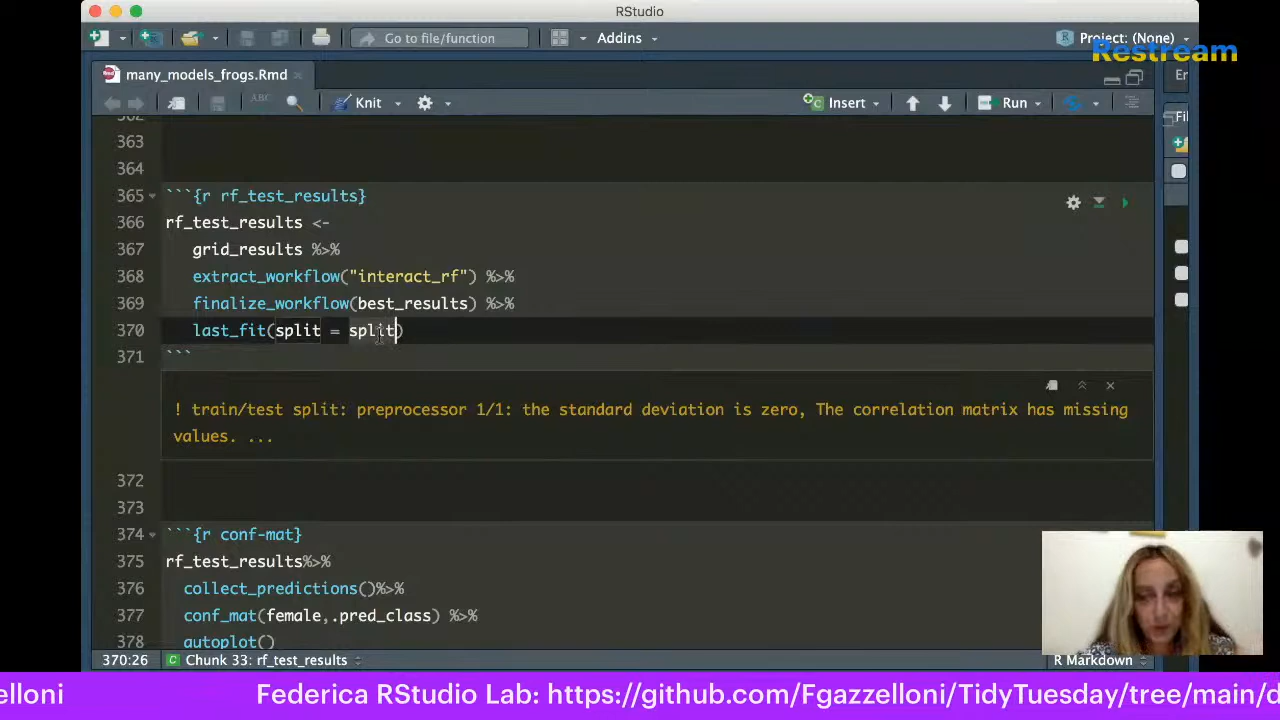 RStudio
Go to file/function
Addins
Project: (None)
Restream
many_models_frogs.Rmd
ABC
Knit
Insert
Run
362
363
364
365 ```{r rf_test_results}
366 rf_test_results <-
367 grid_results %>%
368 extract_workflow("interact_rf") %>%
369 finalize_workflow(best_results) %>%
370 last_fit(split = split)
371 ```
! train/test split: preprocessor 1/1: the standard deviation is zero, The correlation matrix has missing
values. ...
372
373
374 ```{r conf-mat}
375 rf_test_results%>%
376 collect_predictions()%>%
377 conf_mat(female,.pred_class) %>%
378 autoplot()
370:26
Chunk 33: rf_test_results
R Markdown
zelloni Federica RStudio Lab: https://github.com/Fgazzelloni/TidyTuesday/tree/main/d